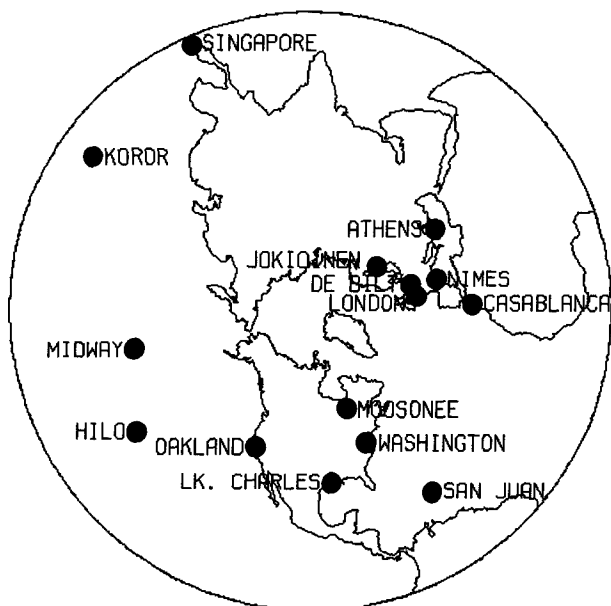 SINGAPORE
KOROR
ATHENS
JOKIOINEN
DE BILT
NIMES
LONDON
CASABLANCA
MIDWAY
MOOSONEE
HILO
OAKLAND
WASHINGTON
LK. CHARLES
SAN JUAN